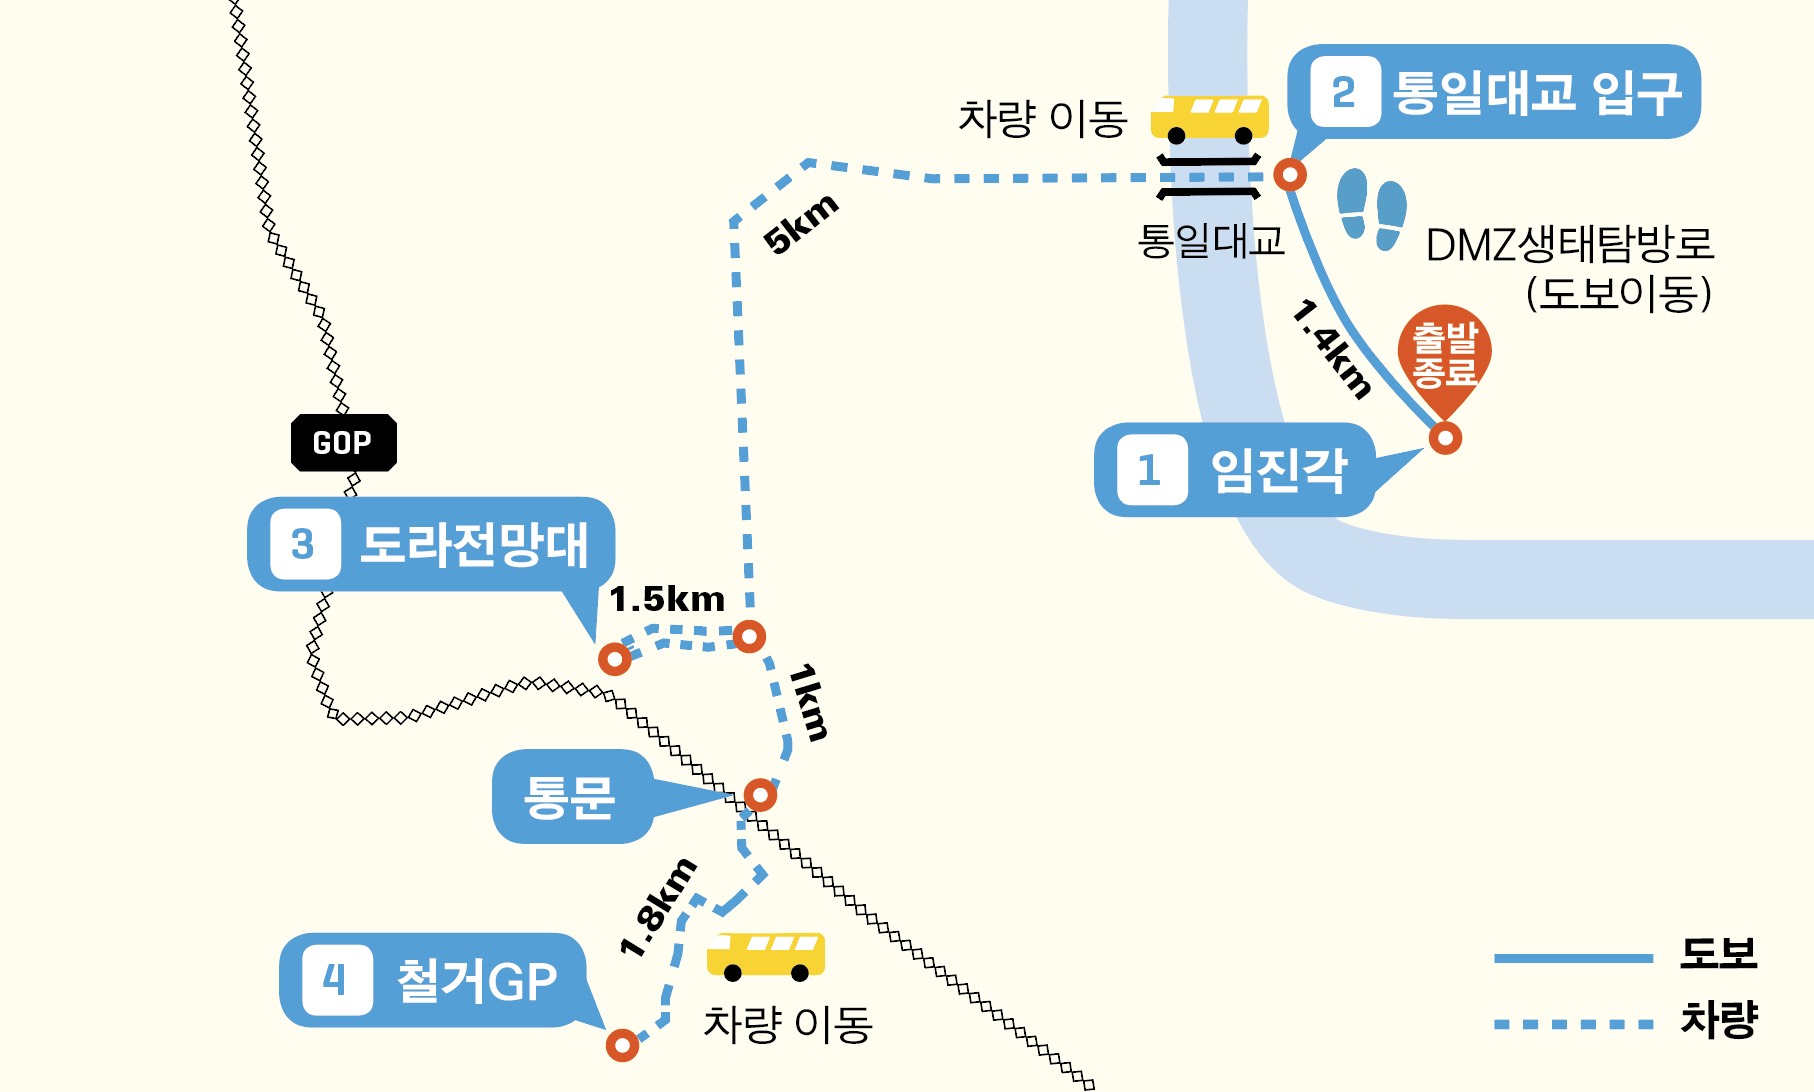 2 통일대교 입구
차량 이동
5km
통일대교
DMZ생태탐방로
(도보이동)
1.4km
출발
종료
GOP
1 임진각
3 도라전망대
1.5km
1km
통문
1.8km
4 철거GP
차량 이동
도보
차량